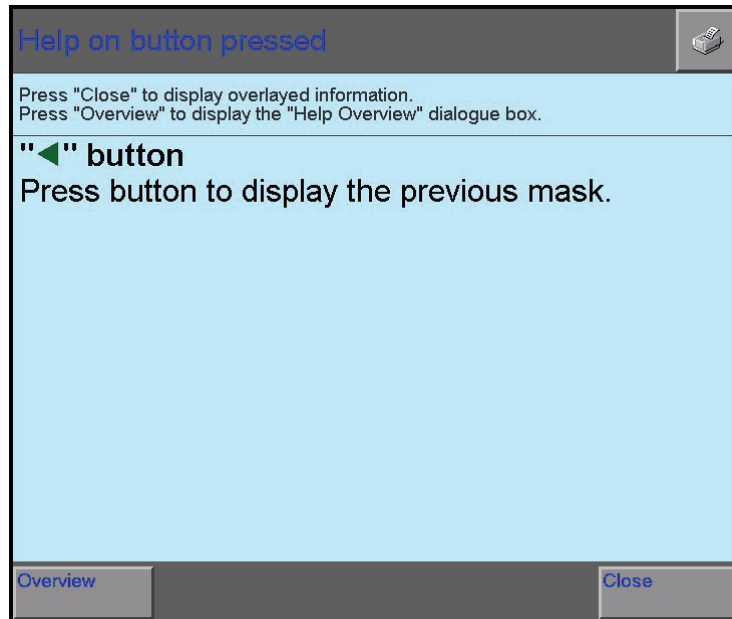 Help on button pressed
Press "Close" to display overlayed information.
Press "Overview" to display the "Help Overview" dialogue box.
"◀" button
Press button to display the previous mask.
Overview
Close